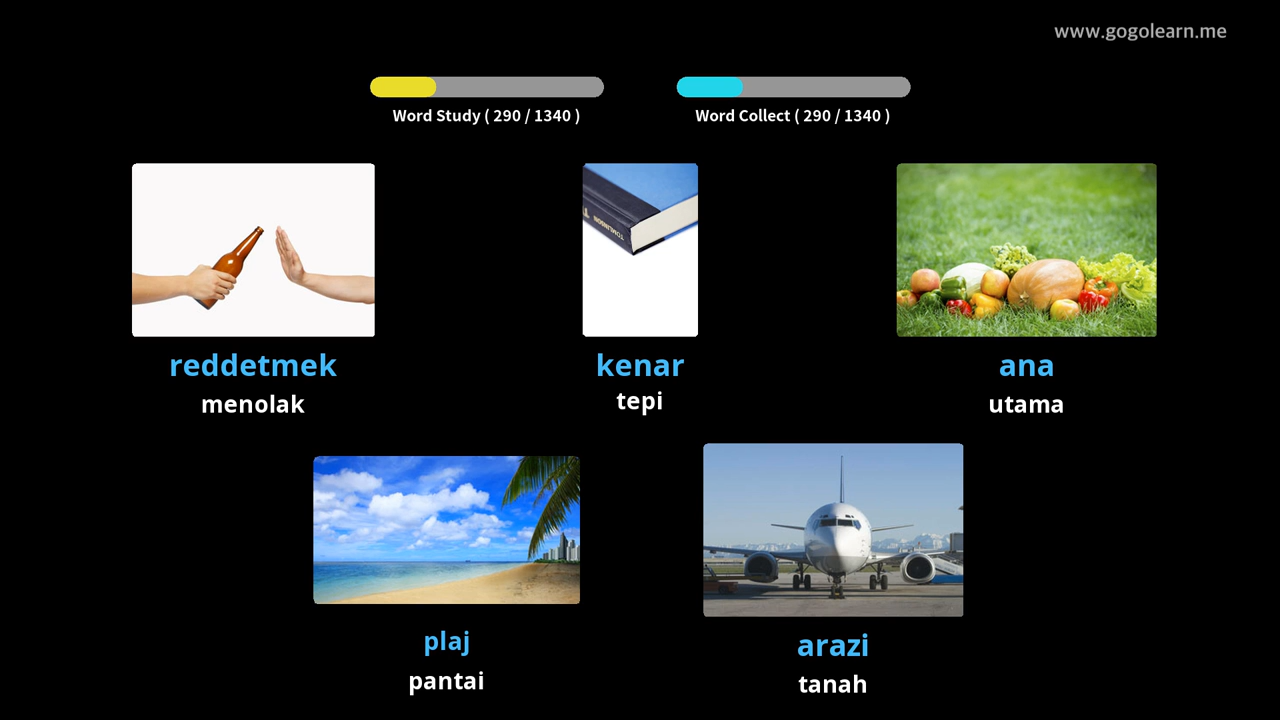 www.gogolearn.me
Word Study ( 290 / 1340 )
Word Collect ( 290 / 1340 )
TOMLINSON
reddetmek
kenar
ana
menolak
tepi
utama
plaj
arazi
pantai
tanah